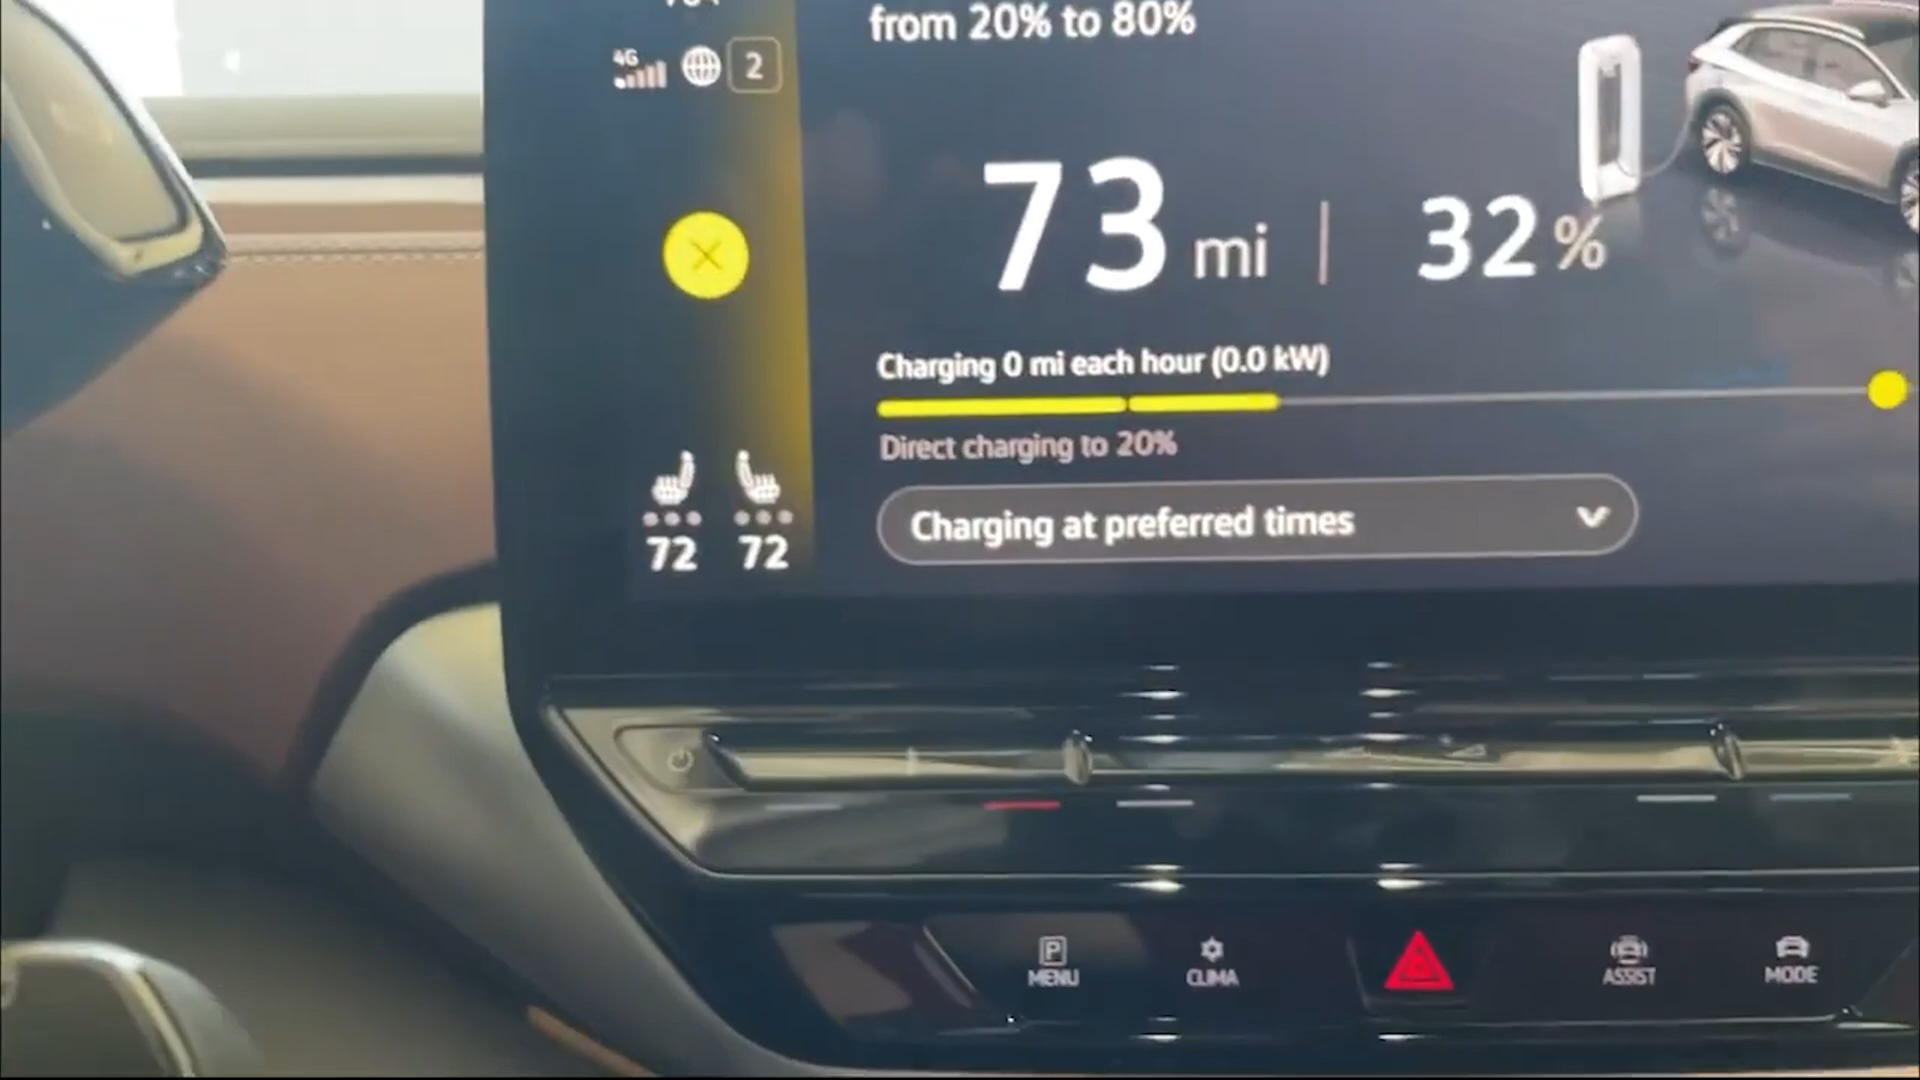 from 20% to 80%
4G
2
73 mi | 32%
Charging 0 mi each hour (0.0 kW)
Direct charging to 20%
Charging at preferred times
72 72
P
MENU
CLIMA
ASSIST
MODE